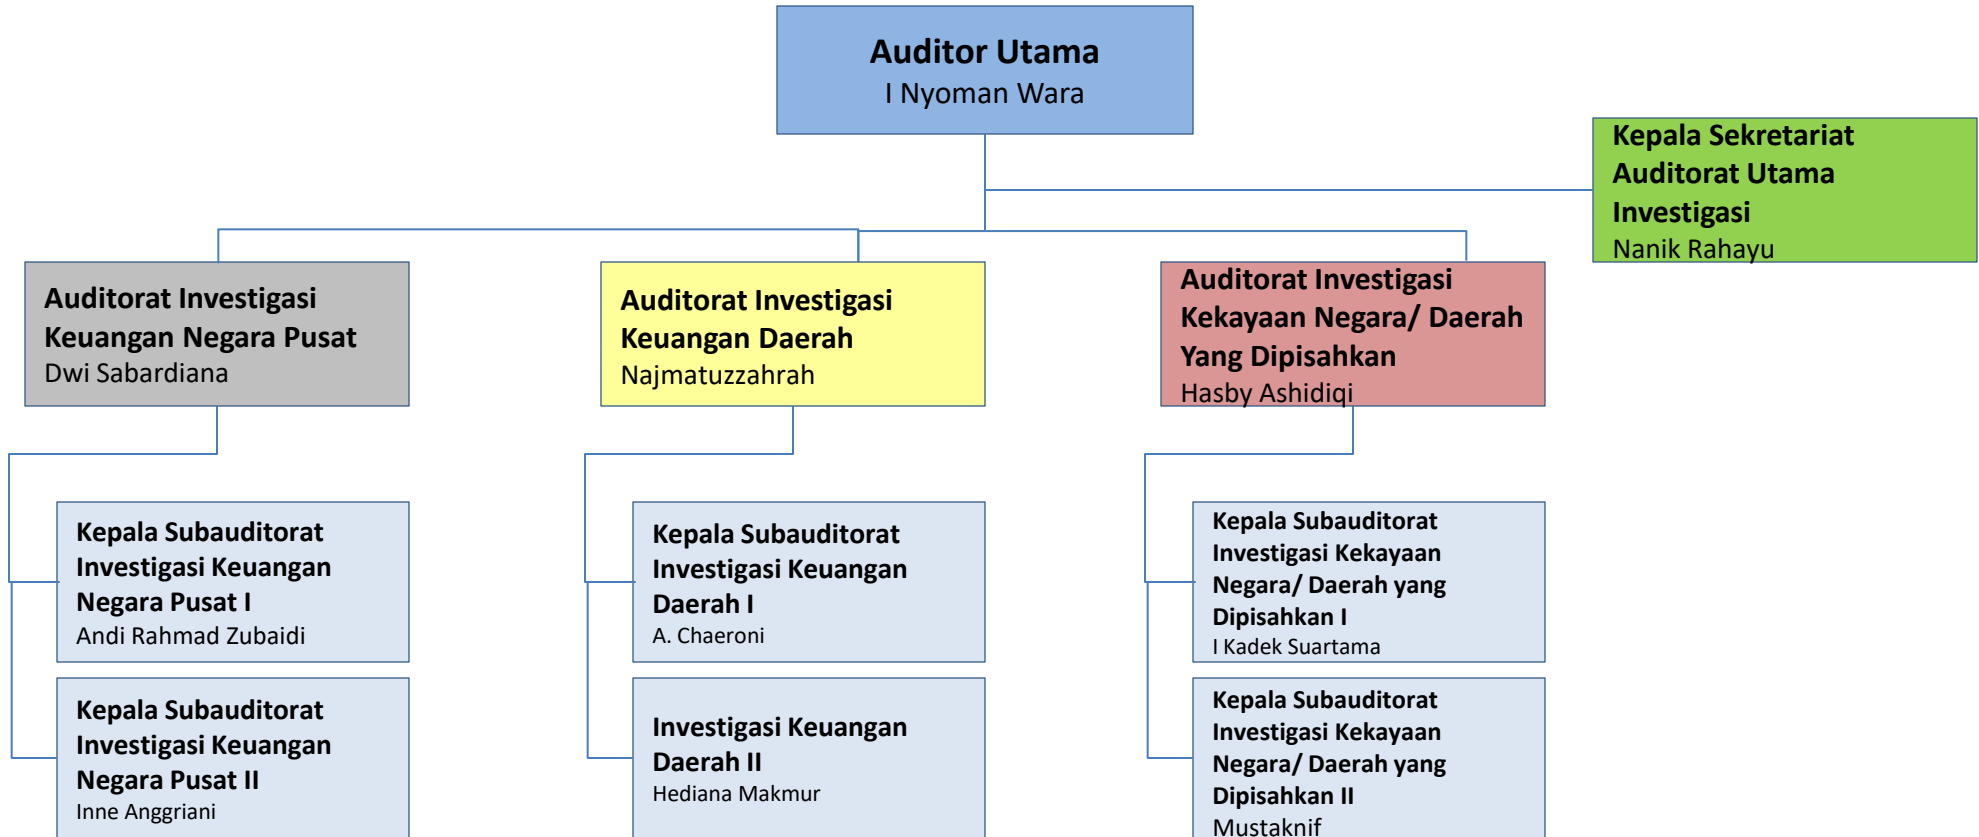 Auditor Utama
I Nyoman Wara
Kepala Sekretariat
Auditorat Utama
Investigasi
Nanik Rahayu
Auditorat Investigasi
Keuangan Negara Pusat
Dwi Sabardiana
Auditorat Investigasi
Keuangan Daerah
Najmatuzzahrah
Auditorat Investigasi
Kekayaan Negara/ Daerah
Yang Dipisahkan
Hasby Ashidiqi
Kepala Subauditorat
Investigasi Keuangan
Negara Pusat I
Andi Rahmad Zubaidi
Kepala Subauditorat
Investigasi Keuangan
Daerah I
A. Chaeroni
Kepala Subauditorat
Investigasi Kekayaan
Negara/ Daerah yang
Dipisahkan I
I Kadek Suartama
Kepala Subauditorat
Investigasi Keuangan
Negara Pusat II
Inne Anggriani
Investigasi Keuangan
Daerah II
Hediana Makmur
Kepala Subauditorat
Investigasi Kekayaan
Negara/ Daerah yang
Dipisahkan II
Mustaknif